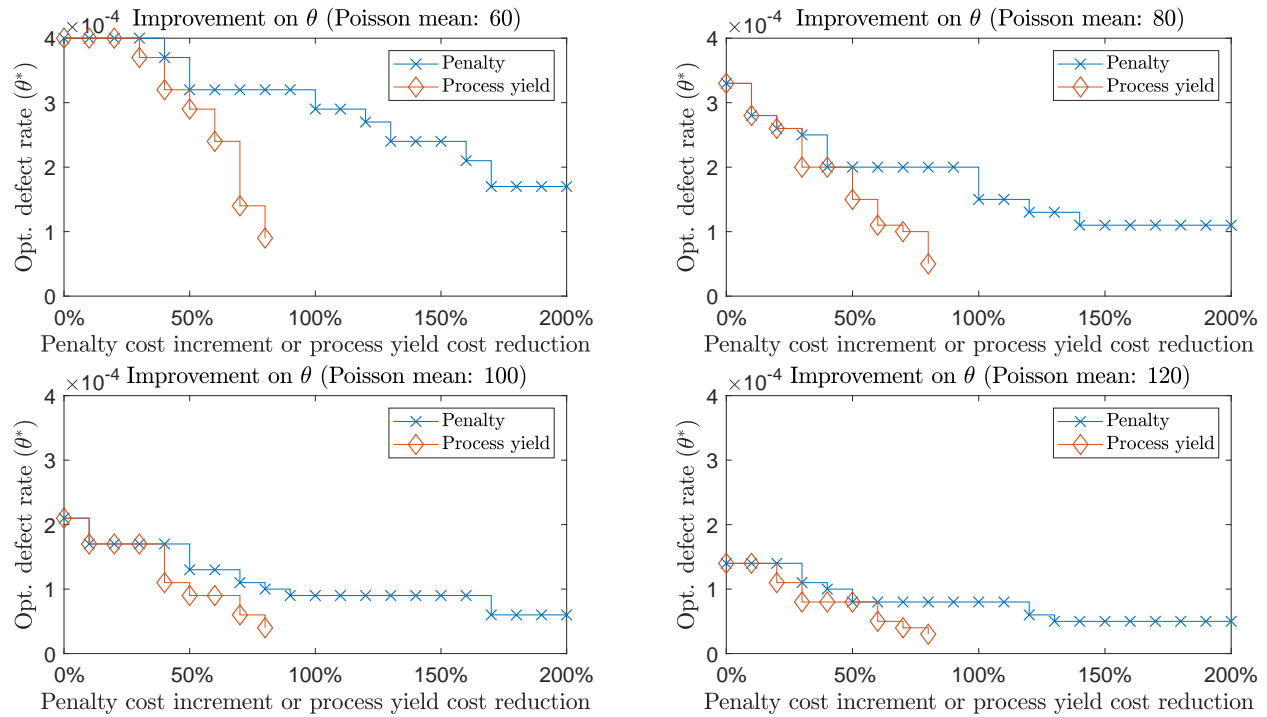 ×10-4 Improvement on θ (Poisson mean: 60)
4
3
2
1
0
Opt. defect rate (θ*)
Penalty
Process yield
0% 50% 100% 150% 200%
Penalty cost increment or process yield cost reduction
×10-4 Improvement on θ (Poisson mean: 80)
4
3
2
1
0
Opt. defect rate (θ*)
Penalty
Process yield
0% 50% 100% 150% 200%
Penalty cost increment or process yield cost reduction
×10-4 Improvement on θ (Poisson mean: 100)
4
3
2
1
0
Opt. defect rate (θ*)
Penalty
Process yield
0% 50% 100% 150% 200%
Penalty cost increment or process yield cost reduction
×10-4 Improvement on θ (Poisson mean: 120)
4
3
2
1
0
Opt. defect rate (θ*)
Penalty
Process yield
0% 50% 100% 150% 200%
Penalty cost increment or process yield cost reduction